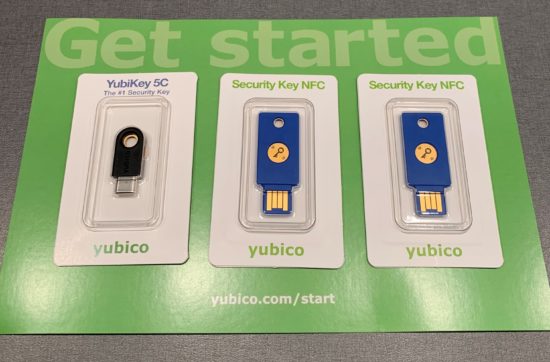 Get started
YubiKey 5C
The #1 Security Key
yubico
Security Key NFC
yubico
Security Key NFC
yubico
yubico.com/start